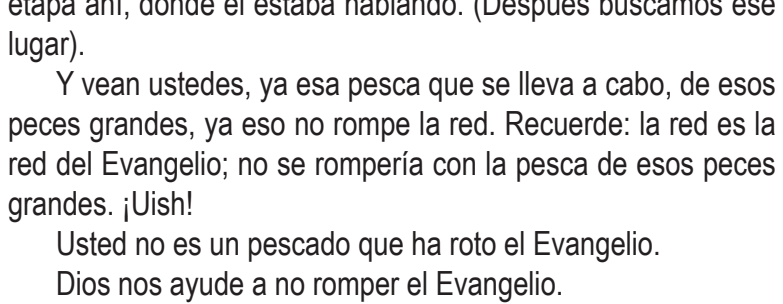 etapa ahí, donde él estaba hablando. (Después buscamos ese
lugar).
Y vean ustedes, ya esa pesca que se lleva a cabo, de esos
peces grandes, ya eso no rompe la red. Recuerde: la red es la
red del Evangelio; no se rompería con la pesca de esos peces
grandes. ¡Uish!
Usted no es un pescado que ha roto el Evangelio.
Dios nos ayude a no romper el Evangelio.